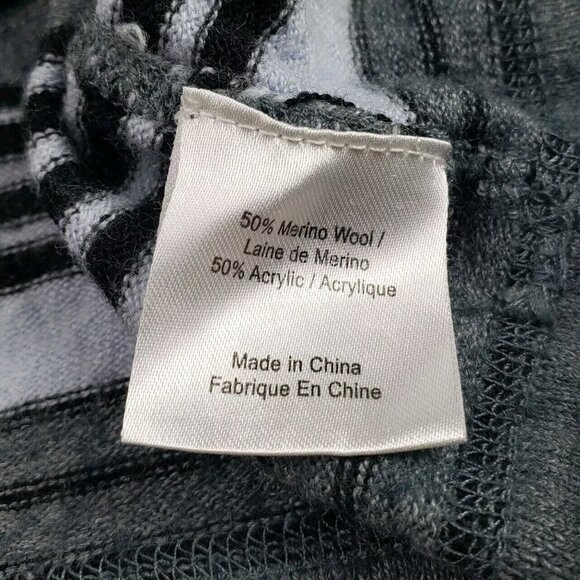 50% Merino Wool /
Laine de Merino
50% Acrylic / Acrylique
Made in China
Fabrique En Chine